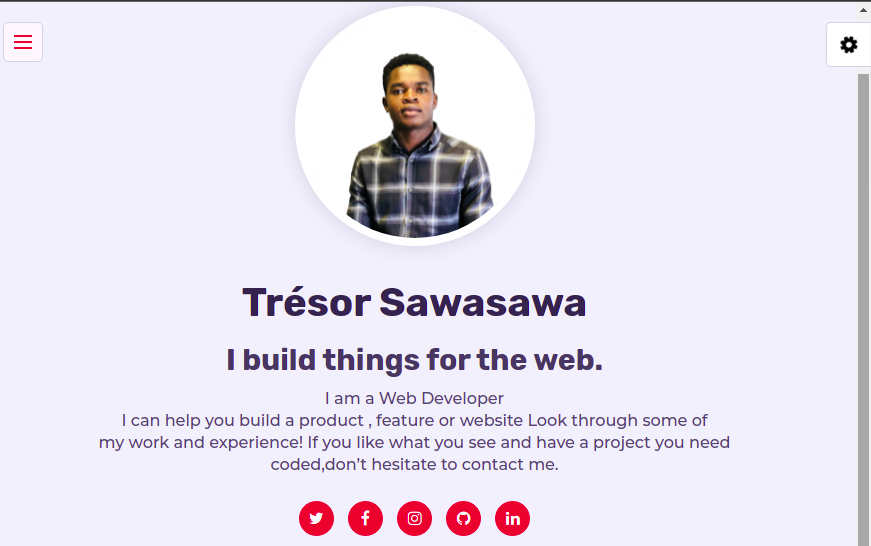 Trésor Sawasawa
I build things for the web.
I am a Web Developer
I can help you build a product , feature or website Look through some of
my work and experience! If you like what you see and have a project you need
coded,don’t hesitate to contact me.